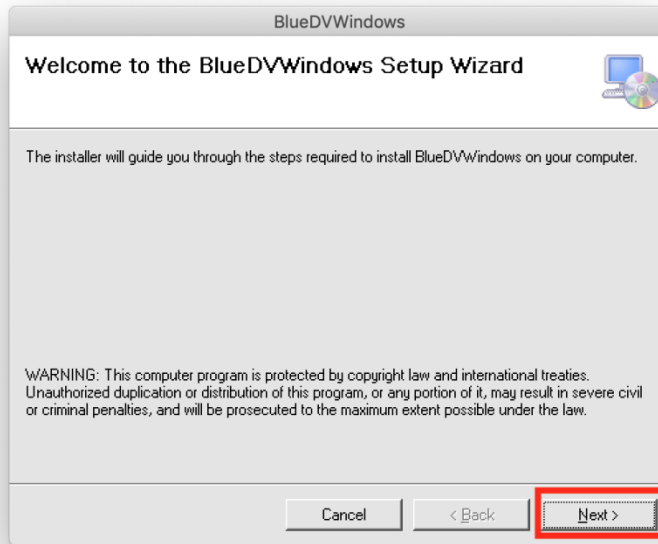 BlueDVWindows
Welcome to the BlueDVWindows Setup Wizard
The installer will guide you through the steps required to install BlueDVWindows on your computer.
WARNING: This computer program is protected by copyright law and international treaties.
Unauthorized duplication or distribution of this program, or any portion of it, may result in severe civil
or criminal penalties, and will be prosecuted to the maximum extent possible under the law.
Cancel < Back Next >